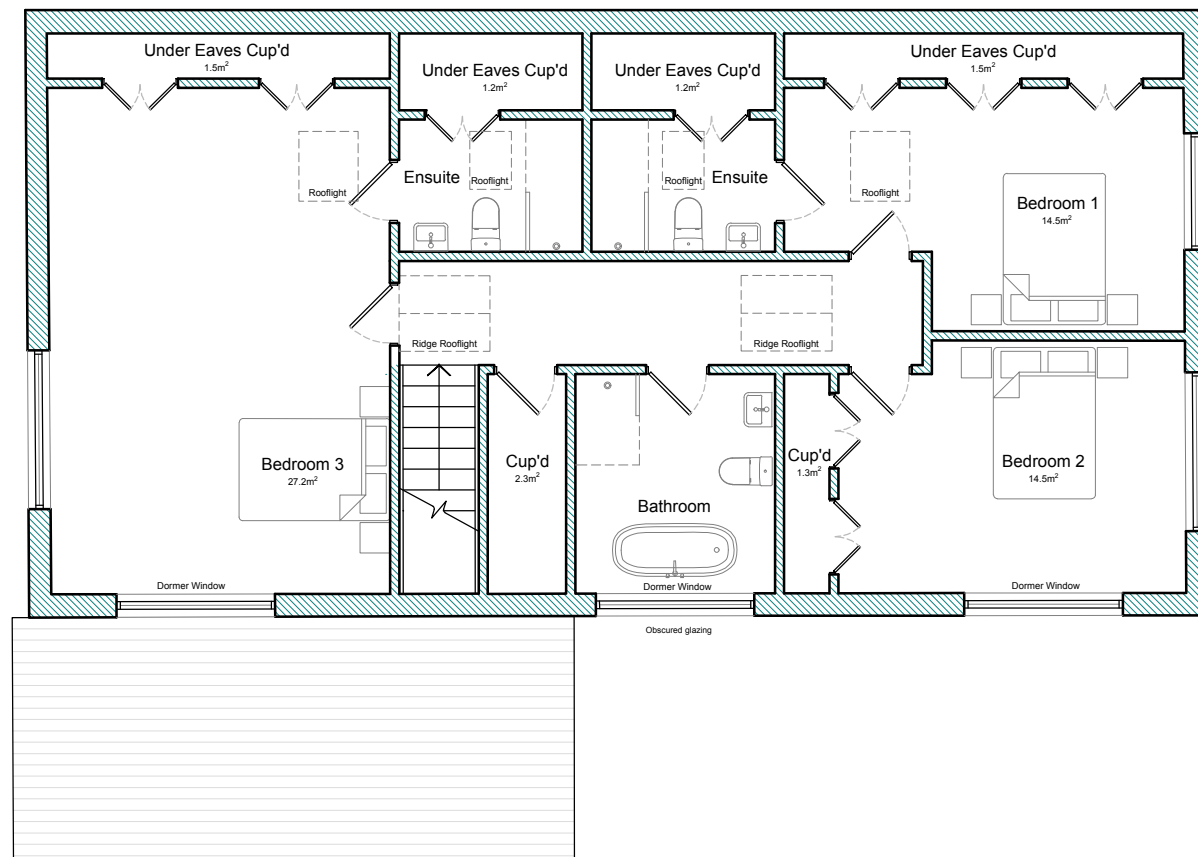 Under Eaves Cup'd
1.5m²
Under Eaves Cup'd
1.2m²
Under Eaves Cup'd
1.2m²
Under Eaves Cup'd
1.5m²
Rooflight
Ensuite
Rooflight
Rooflight
Ensuite
Rooflight
Bedroom 1
14.5m²
Ridge Rooflight
Ridge Rooflight
Bedroom 3
27.2m²
Cup'd
2.3m²
Bathroom
Cup'd
1.3m²
Bedroom 2
14.5m²
Dormer Window
Dormer Window
Dormer Window
Obscured glazing